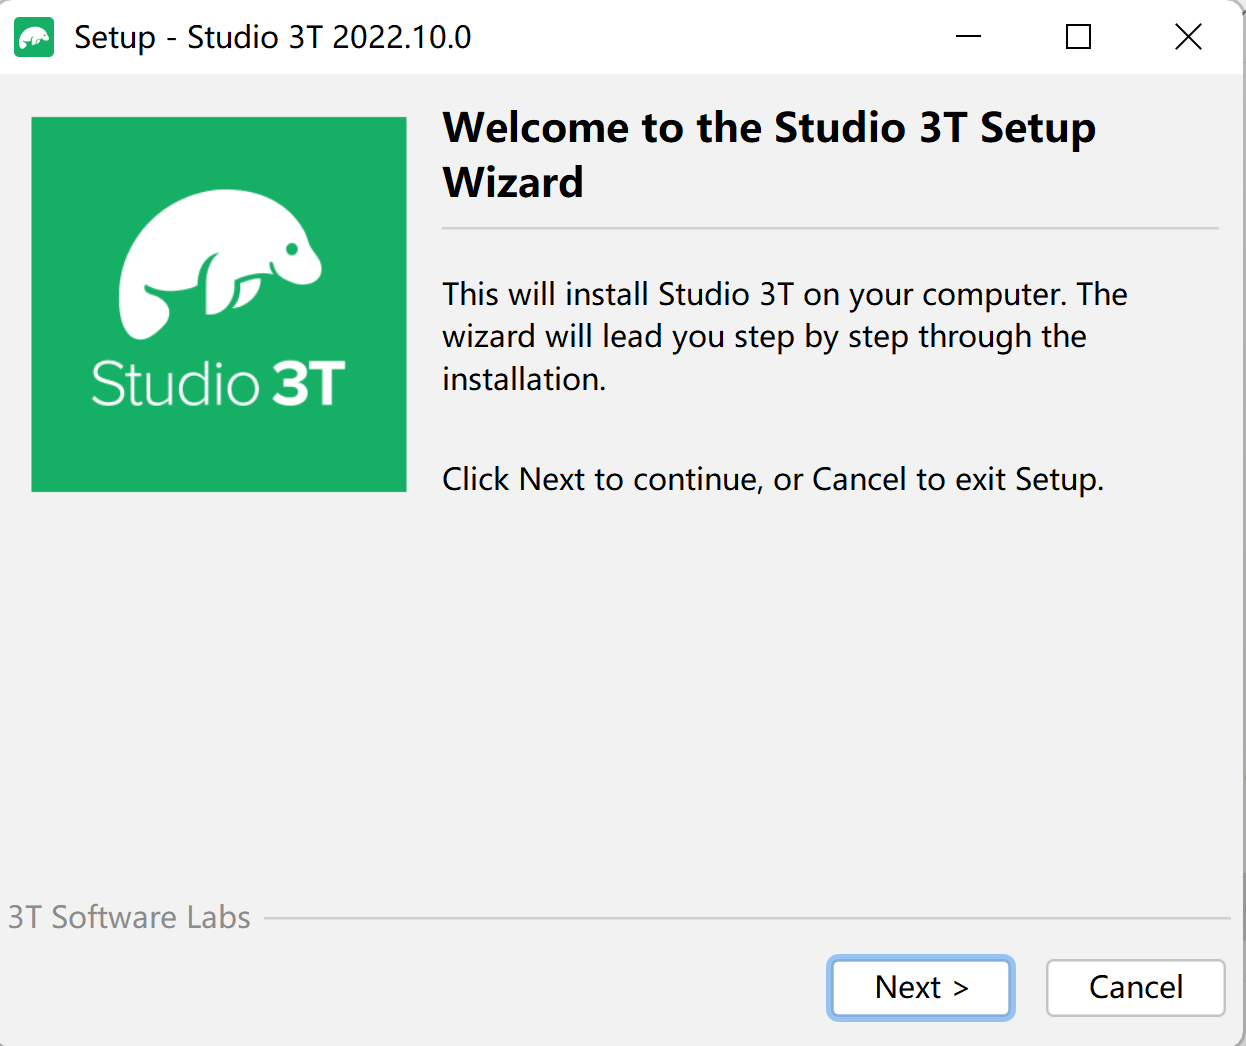 Setup - Studio 3T 2022.10.0
Studio 3T
Welcome to the Studio 3T Setup
Wizard
This will install Studio 3T on your computer. The
wizard will lead you step by step through the
installation.
Click Next to continue, or Cancel to exit Setup.
3T Software Labs
Next >
Cancel